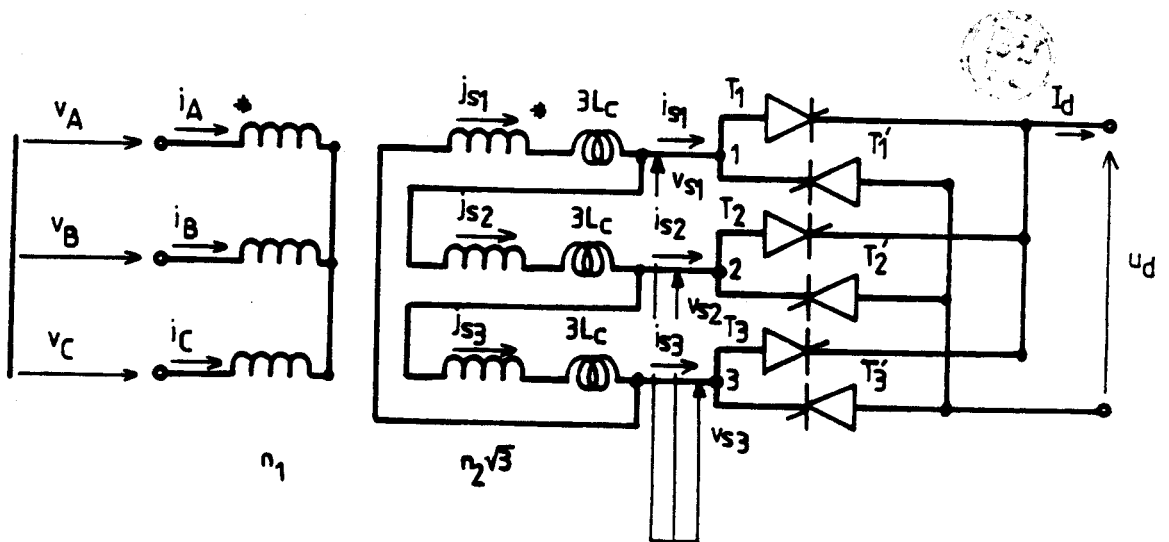 v_A i_A * j_s1 * 3L_c i_s1 T_1 I_d
1 T_1'
v_s1
v_B i_B j_s2 3L_c i_s2 T_2
2 T_2' u_d
v_s2
v_C i_C j_s3 3L_c i_s3 T_3
3 T_3'
v_s3
n_1 n_2√3